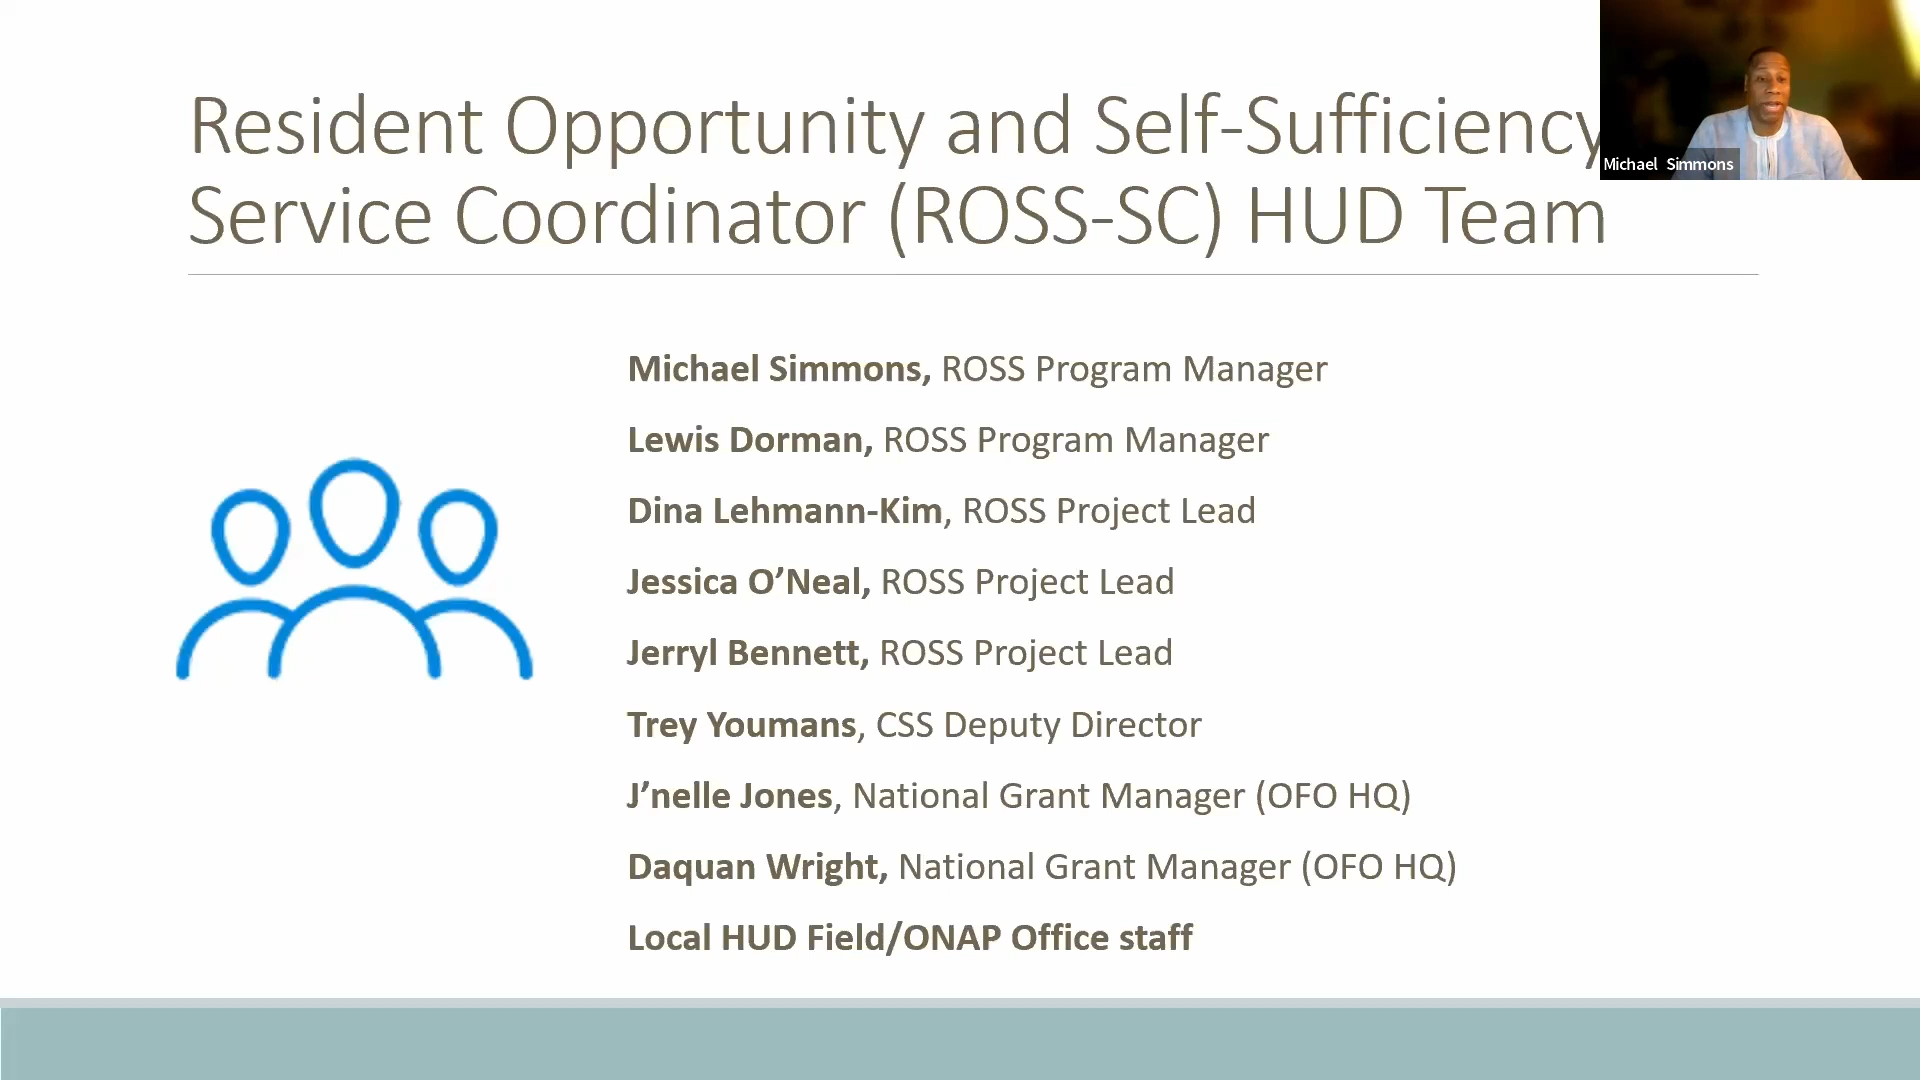 Resident Opportunity and Self-Sufficiency
Service Coordinator (ROSS-SC) HUD Team
Michael Simmons
Michael Simmons, ROSS Program Manager
Lewis Dorman, ROSS Program Manager
Dina Lehmann-Kim, ROSS Project Lead
Jessica O’Neal, ROSS Project Lead
Jerryl Bennett, ROSS Project Lead
Trey Youmans, CSS Deputy Director
J’nelle Jones, National Grant Manager (OFO HQ)
Daquan Wright, National Grant Manager (OFO HQ)
Local HUD Field/ONAP Office staff